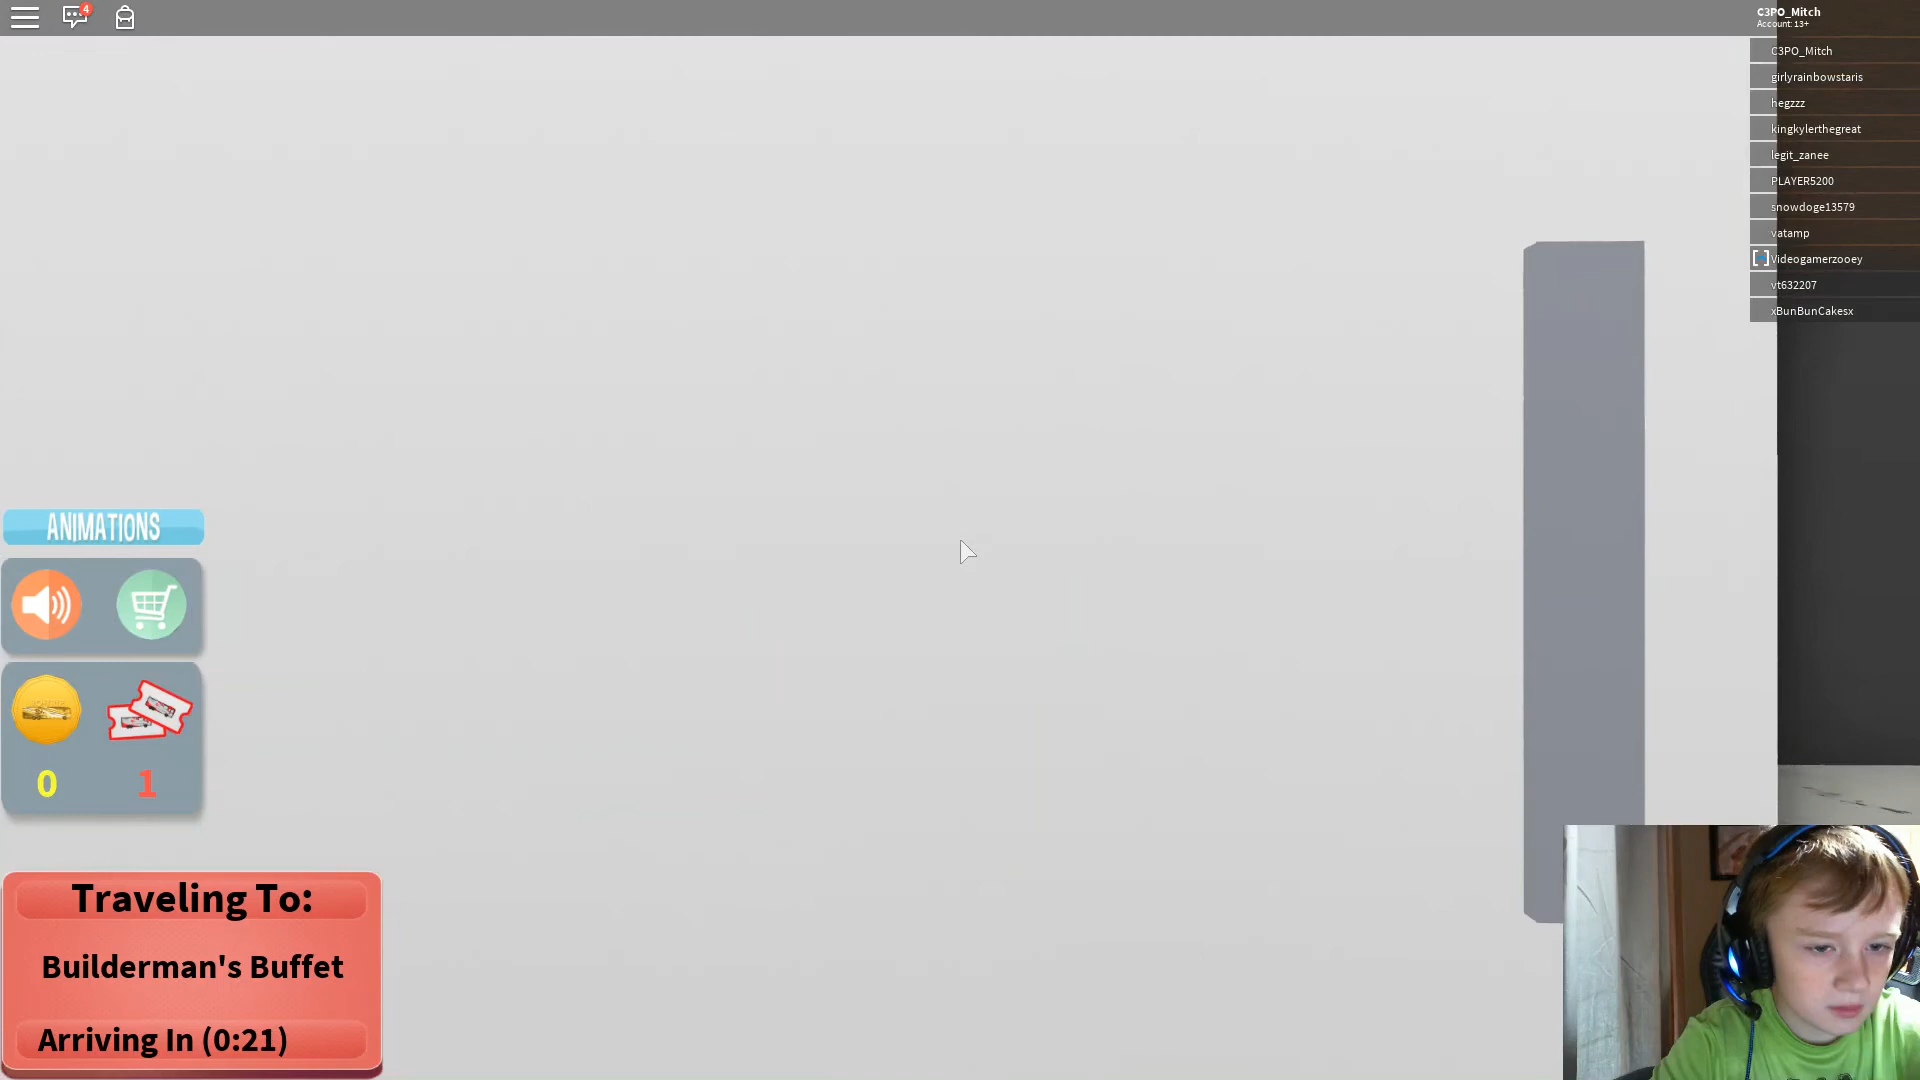 4
C3PO_Mitch
Account: 13+
C3PO_Mitch
girlyrainbowstaris
hegzzz
kingkylerthegreat
legit_zanee
PLAYER5200
snowdoge13579
vatamp
Videogamerzooey
vt632207
xBunBunCakesx
ANIMATIONS
0 1
Traveling To:
Builderman's Buffet
Arriving In (0:21)